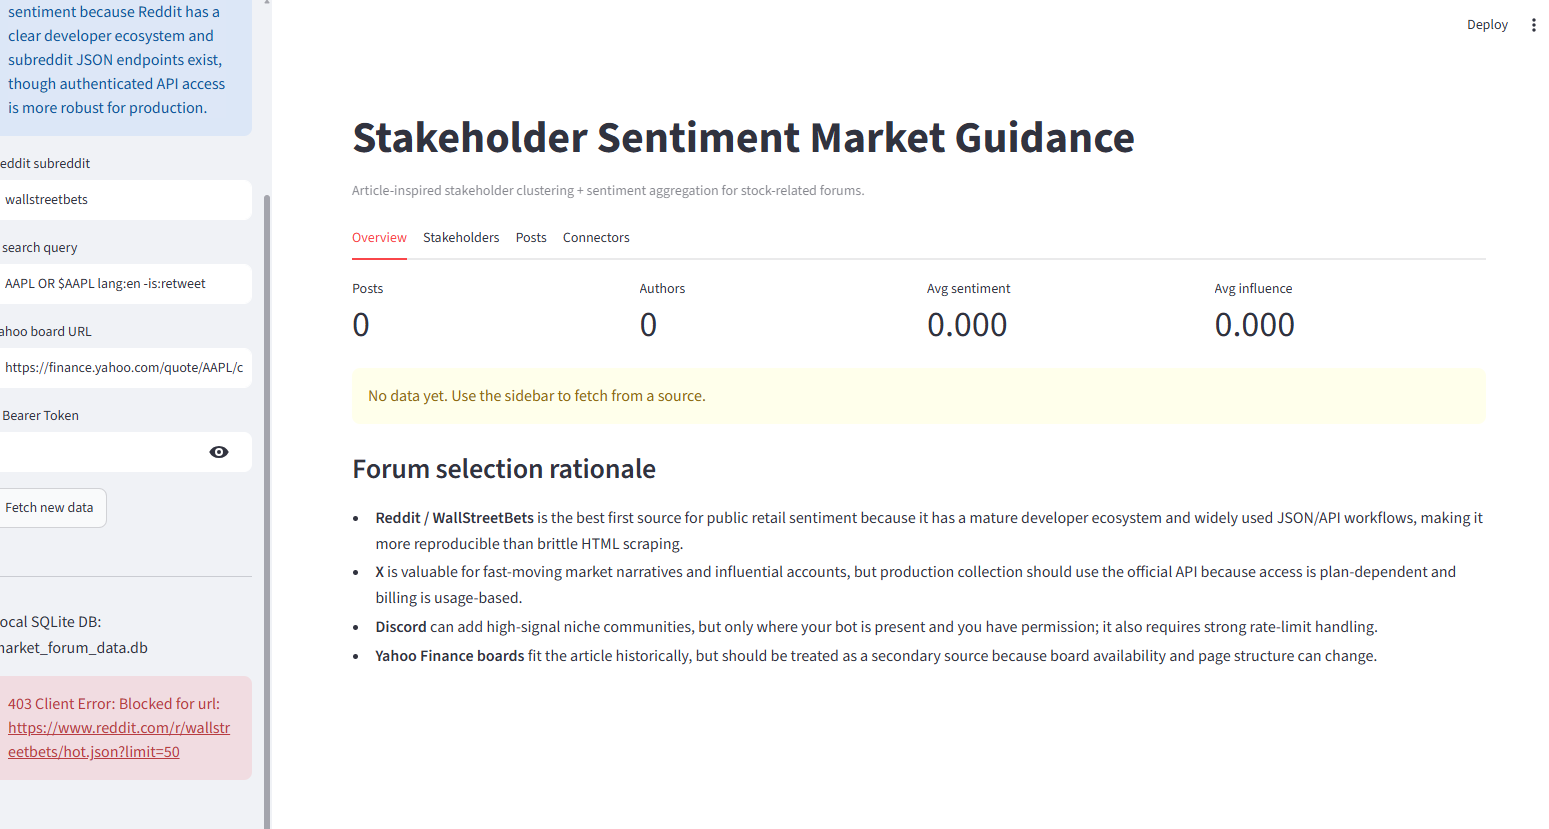 sentiment because Reddit has a
clear developer ecosystem and
subreddit JSON endpoints exist,
though authenticated API access
is more robust for production.
eddit subreddit
wallstreetbets
search query
AAPL OR $AAPL lang:en -is:retweet
ahoo board URL
https://finance.yahoo.com/quote/AAPL/c
Bearer Token
Fetch new data
ocal SQLite DB:
narket_forum_data.db
403 Client Error: Blocked for url:
https://www.reddit.com/r/wallstr
eetbets/hot.json?limit=50
Deploy
Stakeholder Sentiment Market Guidance
Article-inspired stakeholder clustering + sentiment aggregation for stock-related forums.
Overview Stakeholders Posts Connectors
Posts Authors Avg sentiment Avg influence
0 0 0.000 0.000
No data yet. Use the sidebar to fetch from a source.
Forum selection rationale
• Reddit / WallStreetBets is the best first source for public retail sentiment because it has a mature developer ecosystem and widely used JSON/API workflows, making it
more reproducible than brittle HTML scraping.
• X is valuable for fast-moving market narratives and influential accounts, but production collection should use the official API because access is plan-dependent and
billing is usage-based.
• Discord can add high-signal niche communities, but only where your bot is present and you have permission; it also requires strong rate-limit handling.
• Yahoo Finance boards fit the article historically, but should be treated as a secondary source because board availability and page structure can change.